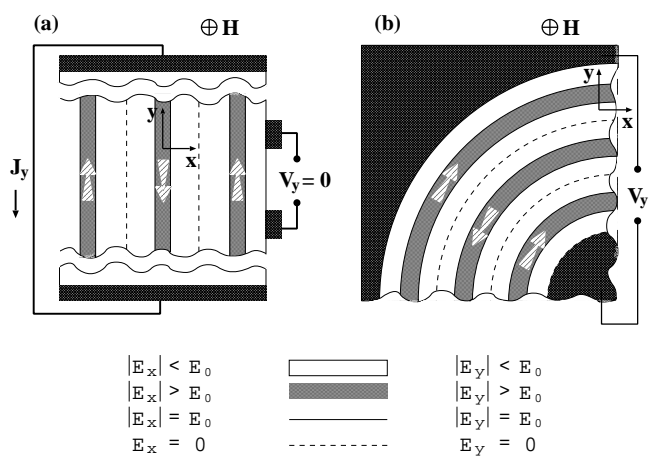 (a)
⊕ H
(b)
⊕ H
y
x
J_y
V_y = 0
y
x
V_y
|E_x| < E_0
|E_y| < E_0
|E_x| > E_0
|E_y| > E_0
|E_x| = E_0
|E_y| = E_0
E_x = 0
E_y = 0